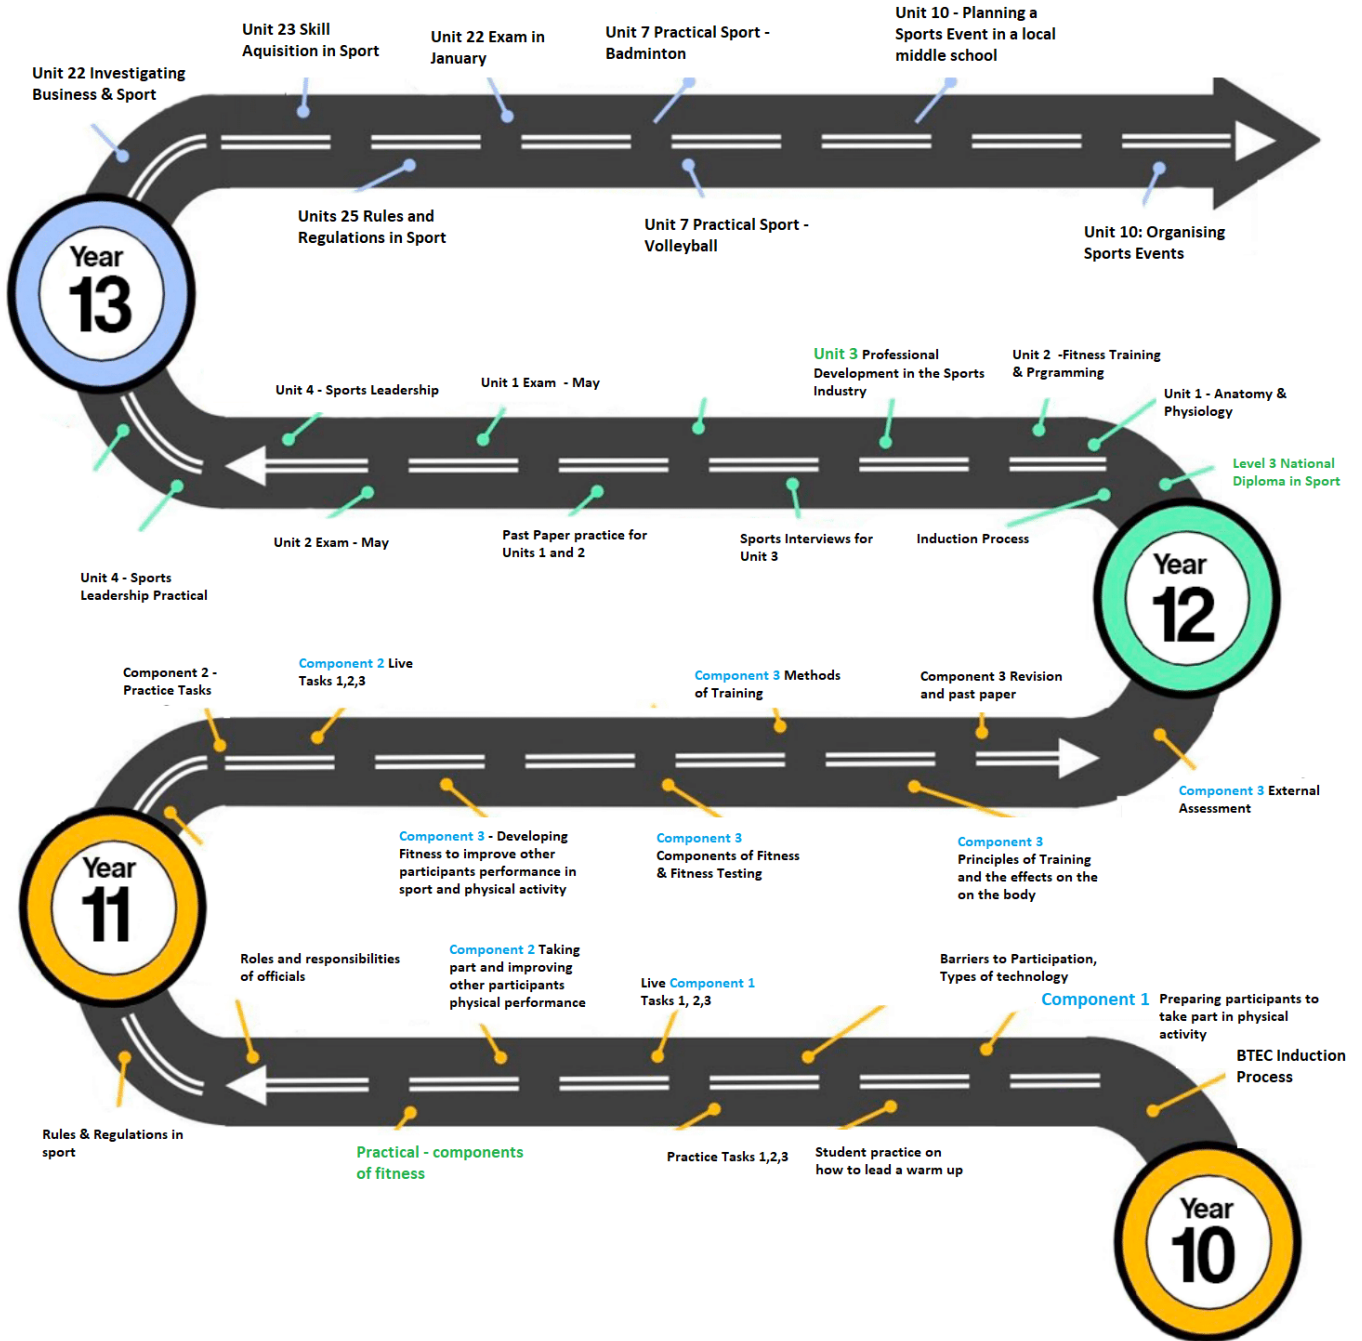 Unit 10 - Planning a
Sports Event in a local
middle school
Unit 23 Skill
Aquisition in Sport
Unit 22 Exam in
January
Unit 7 Practical Sport -
Badminton
Unit 22 Investigating
Business & Sport
Units 25 Rules and
Regulations in Sport
Unit 7 Practical Sport -
Volleyball
Unit 10: Organising
Sports Events
Year
13
Unit 4 - Sports Leadership
Unit 1 Exam - May
Unit 3 Professional
Development in the Sports
Industry
Unit 2 -Fitness Training
& Prgramming
Unit 1 - Anatomy &
Physiology
Level 3 National
Diploma in Sport
Unit 2 Exam - May
Past Paper practice for
Units 1 and 2
Sports Interviews for
Unit 3
Induction Process
Unit 4 - Sports
Leadership Practical
Year
12
Component 2 -
Practice Tasks
Component 2 Live
Tasks 1,2,3
Component 3 Methods
of Training
Component 3 Revision
and past paper
Component 3 External
Assessment
Component 3 - Developing
Fitness to improve other
participants performance in
sport and physical activity
Component 3
Components of Fitness
& Fitness Testing
Component 3
Principles of Training
and the effects on the
on the body
Year
11
Roles and responsibilities
of officials
Component 2 Taking
part and improving
other participants
physical performance
Live Component 1
Tasks 1, 2,3
Barriers to Participation,
Types of technology
Component 1 Preparing participants to
take part in physical
activity
BTEC Induction
Process
Rules & Regulations in
sport
Practical - components
of fitness
Practice Tasks 1,2,3
Student practice on
how to lead a warm up
Year
10